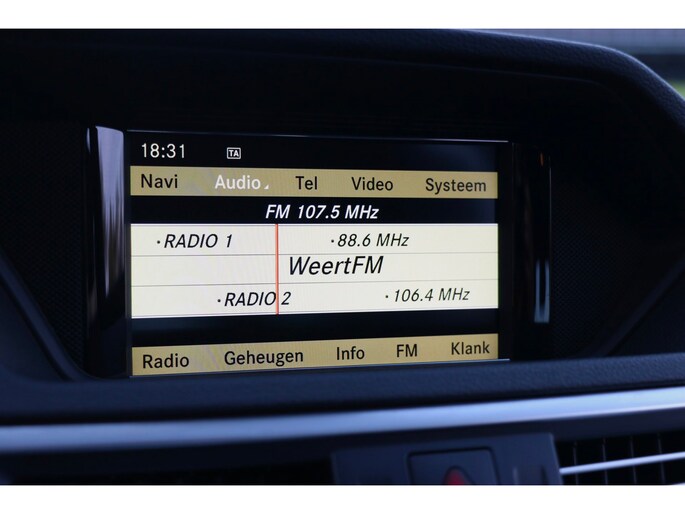 18:31 TA
Navi Audio Tel Video Systeem
FM 107.5 MHz
·RADIO 1 ·88.6 MHz
WeertFM
·RADIO 2 ·106.4 MHz
Radio Geheugen Info FM Klank